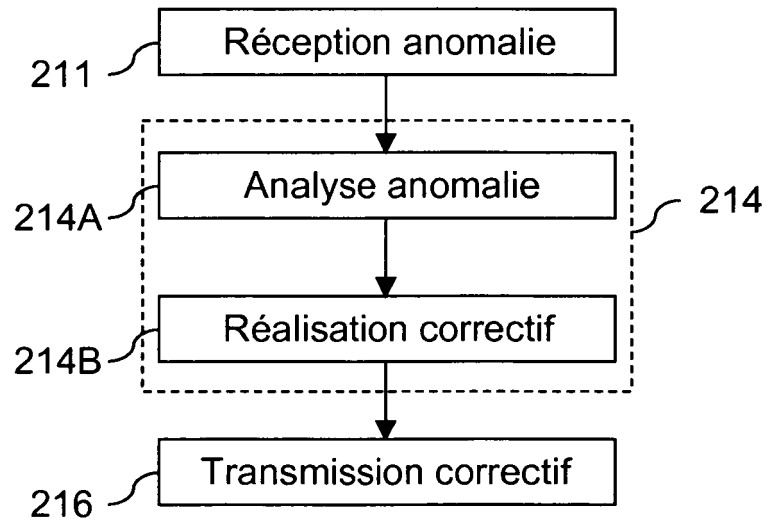 Réception anomalie
211
Analyse anomalie
214A
214
Réalisation correctif
214B
Transmission correctif
216